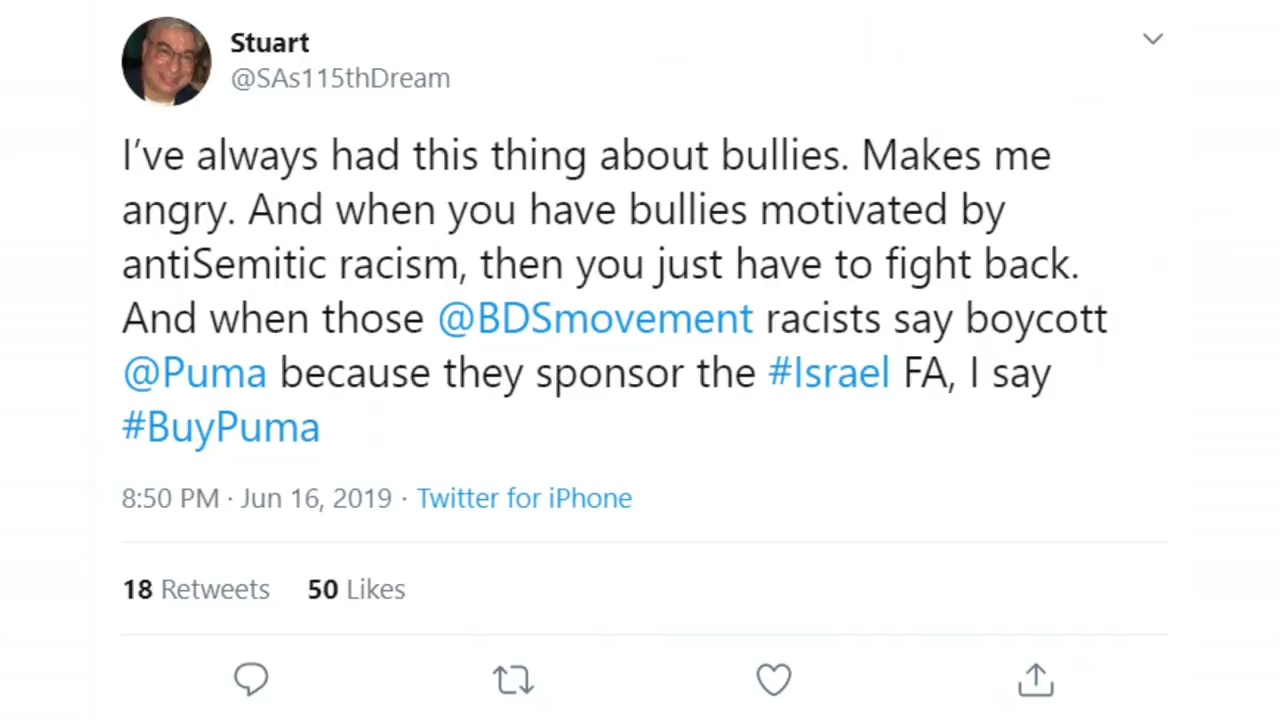 Stuart
@SAs115thDream
I've always had this thing about bullies. Makes me
angry. And when you have bullies motivated by
antiSemitic racism, then you just have to fight back.
And when those @BDSmovement racists say boycott
@Puma because they sponsor the #Israel FA, I say
#BuyPuma
8:50 PM · Jun 16, 2019 · Twitter for iPhone
18 Retweets 50 Likes